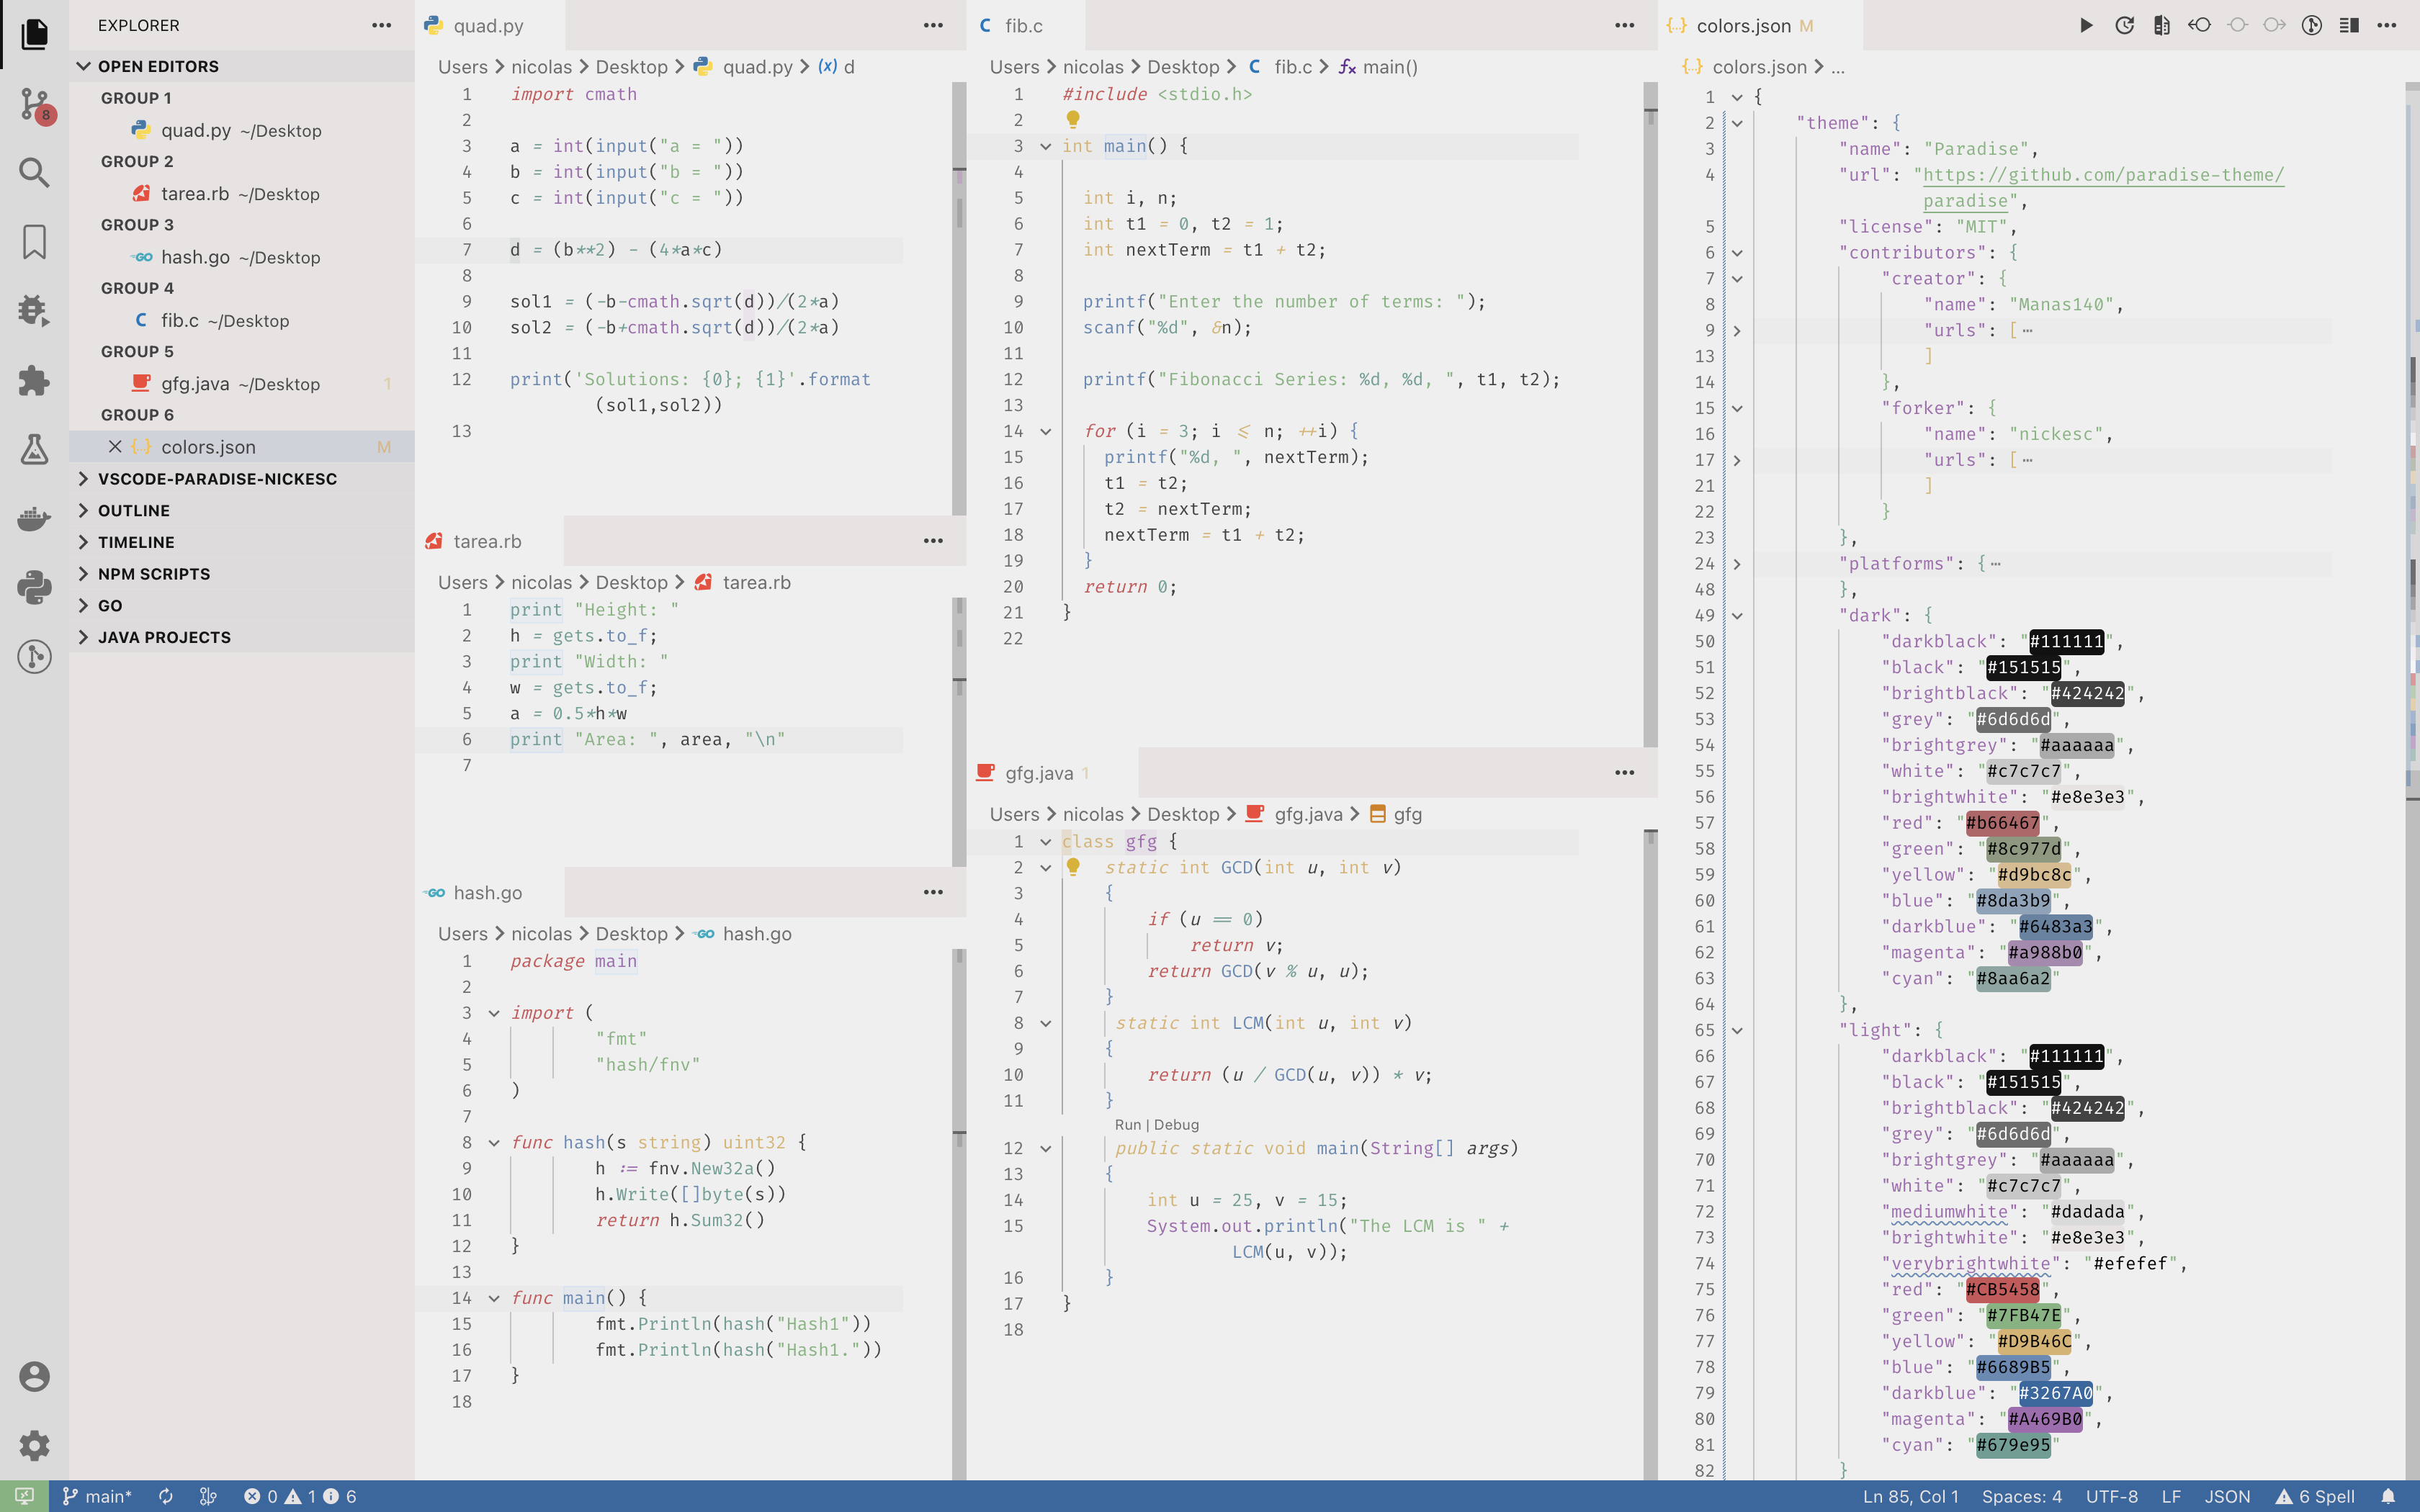 EXPLORER
OPEN EDITORS
GROUP 1
quad.py ~/Desktop
GROUP 2
tarea.rb ~/Desktop
GROUP 3
hash.go ~/Desktop
GROUP 4
fib.c ~/Desktop
GROUP 5
gfg.java ~/Desktop 1
GROUP 6
colors.json M
VSCODE-PARADISE-NICKESC
OUTLINE
TIMELINE
NPM SCRIPTS
GO
JAVA PROJECTS
8
quad.py
Users > nicolas > Desktop > quad.py > (x) d
1 import cmath
2
3 a = int(input("a = "))
4 b = int(input("b = "))
5 c = int(input("c = "))
6
7 d = (b**2) - (4*a*c)
8
9 sol1 = (-b-cmath.sqrt(d))/(2*a)
10 sol2 = (-b+cmath.sqrt(d))/(2*a)
11
12 print('Solutions: {0}; {1}'.format
(sol1,sol2))
13
tarea.rb
Users > nicolas > Desktop > tarea.rb
1 print "Height: "
2 h = gets.to_f;
3 print "Width: "
4 w = gets.to_f;
5 a = 0.5*h*w
6 print "Area: ", area, "\n"
7
hash.go
Users > nicolas > Desktop > hash.go
1 package main
2
3 import (
4 "fmt"
5 "hash/fnv"
6 )
7
8 func hash(s string) uint32 {
9 h := fnv.New32a()
10 h.Write([]byte(s))
11 return h.Sum32()
12 }
13
14 func main() {
15 fmt.Println(hash("Hash1"))
16 fmt.Println(hash("Hash1."))
17 }
18
C fib.c
Users > nicolas > Desktop > C fib.c > fx main()
1 #include <stdio.h>
2
3 int main() {
4
5 int i, n;
6 int t1 = 0, t2 = 1;
7 int nextTerm = t1 + t2;
8
9 printf("Enter the number of terms: ");
10 scanf("%d", &n);
11
12 printf("Fibonacci Series: %d, %d, ", t1, t2);
13
14 for (i = 3; i <= n; ++i) {
15 printf("%d, ", nextTerm);
16 t1 = t2;
17 t2 = nextTerm;
18 nextTerm = t1 + t2;
19 }
20 return 0;
21 }
22
gfg.java 1
Users > nicolas > Desktop > gfg.java > gfg
1 class gfg {
2 static int GCD(int u, int v)
3 {
4 if (u == 0)
5 return v;
6 return GCD(v % u, u);
7 }
8 static int LCM(int u, int v)
9 {
10 return (u / GCD(u, v)) * v;
11 }
Run | Debug
12 public static void main(String[] args)
13 {
14 int u = 25, v = 15;
15 System.out.println("The LCM is " +
LCM(u, v));
16 }
17 }
18
{..} colors.json M
{..} colors.json > ...
1 {
2 "theme": {
3 "name": "Paradise",
4 "url": "https://github.com/paradise-theme/
paradise",
5 "license": "MIT",
6 "contributors": {
7 "creator": {
8 "name": "Manas140",
9 "urls": [ ⋯
13 ]
14 },
15 "forker": {
16 "name": "nickesc",
17 "urls": [ ⋯
21 ]
22 }
23 },
24 "platforms": { ⋯
48 },
49 "dark": {
50 "darkblack": "#111111",
51 "black": "#151515",
52 "brightblack": "#424242",
53 "grey": "#6d6d6d",
54 "brightgrey": "#aaaaaa",
55 "white": "#c7c7c7",
56 "brightwhite": "#e8e3e3",
57 "red": "#b66467",
58 "green": "#8c977d",
59 "yellow": "#d9bc8c",
60 "blue": "#8da3b9",
61 "darkblue": "#6483a3",
62 "magenta": "#a988b0",
63 "cyan": "#8aa6a2"
64 },
65 "light": {
66 "darkblack": "#111111",
67 "black": "#151515",
68 "brightblack": "#424242",
69 "grey": "#6d6d6d",
70 "brightgrey": "#aaaaaa",
71 "white": "#c7c7c7",
72 "mediumwhite": "#dadada",
73 "brightwhite": "#e8e3e3",
74 "verybrightwhite": "#efefef",
75 "red": "#CB5458",
76 "green": "#7FB47E",
77 "yellow": "#D9B46C",
78 "blue": "#6689B5",
79 "darkblue": "#3267A0",
80 "magenta": "#A469B0",
81 "cyan": "#679e95"
82 }
main* 0 1 6 Ln 85, Col 1 Spaces: 4 UTF-8 LF JSON 6 Spell